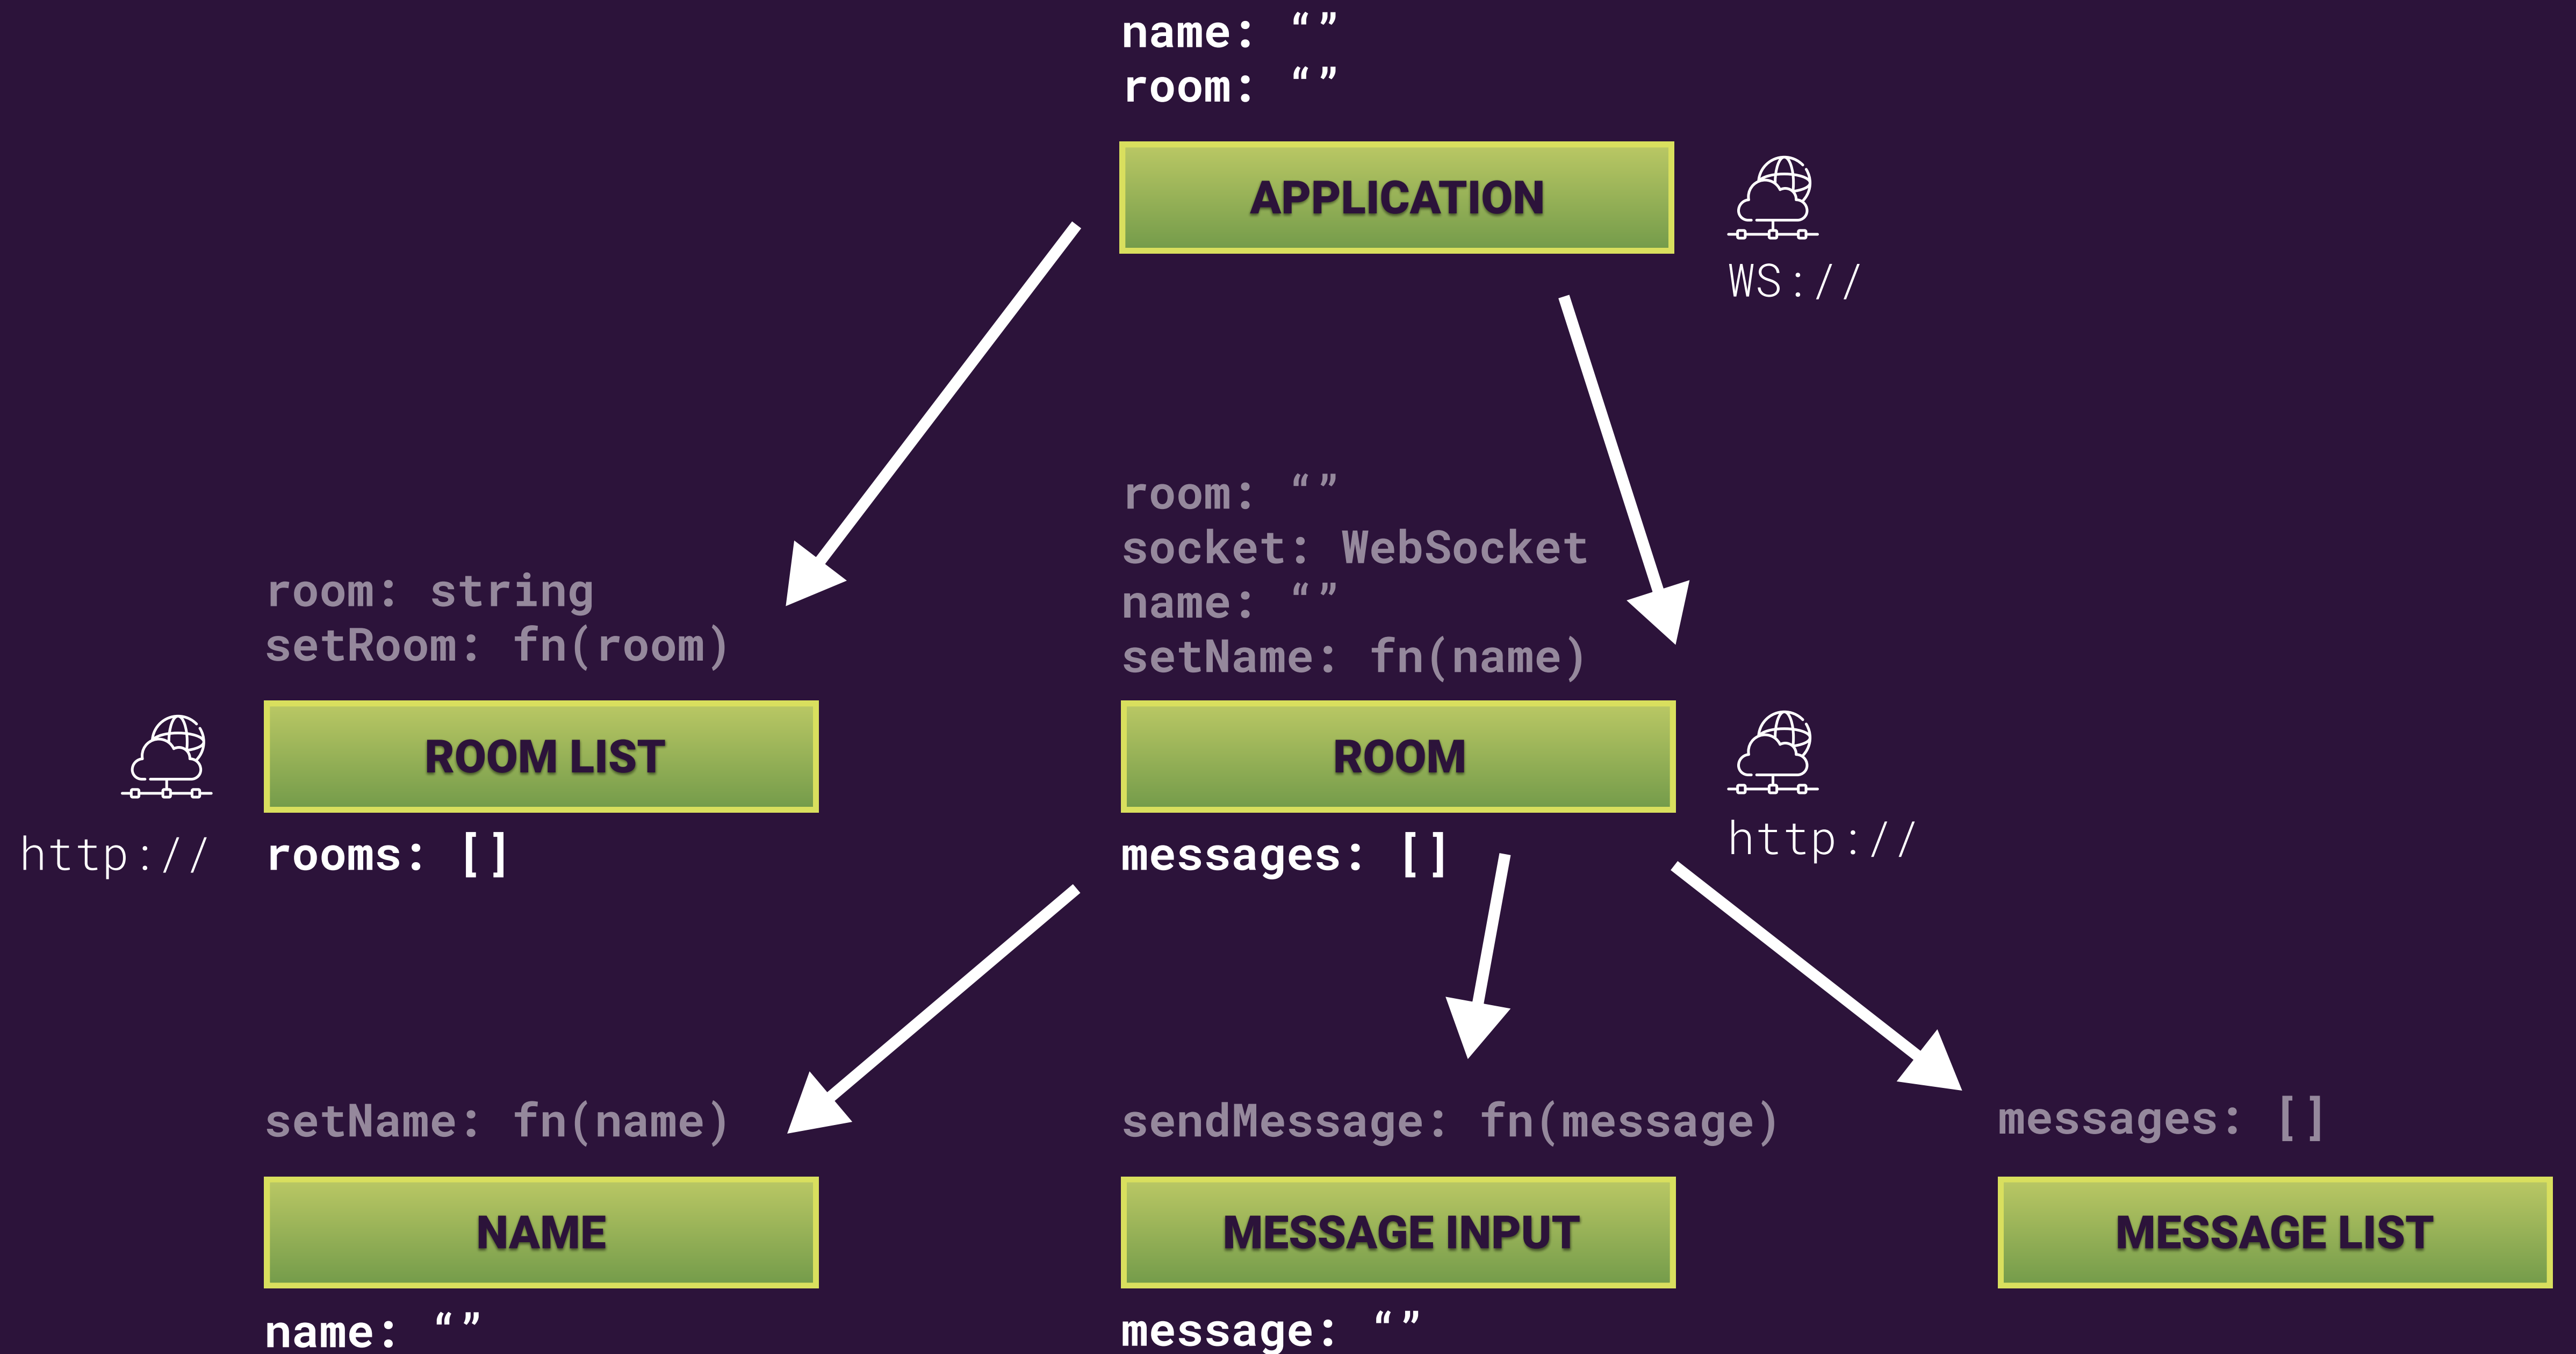 name: “”
room: “”
APPLICATION
WS://
room: “”
socket: WebSocket
name: “”
setName: fn(name)
room: string
setRoom: fn(room)
ROOM LIST
http://
rooms: []
ROOM
messages: []
http://
setName: fn(name)
NAME
name: “”
sendMessage: fn(message)
MESSAGE INPUT
message: “”
messages: []
MESSAGE LIST